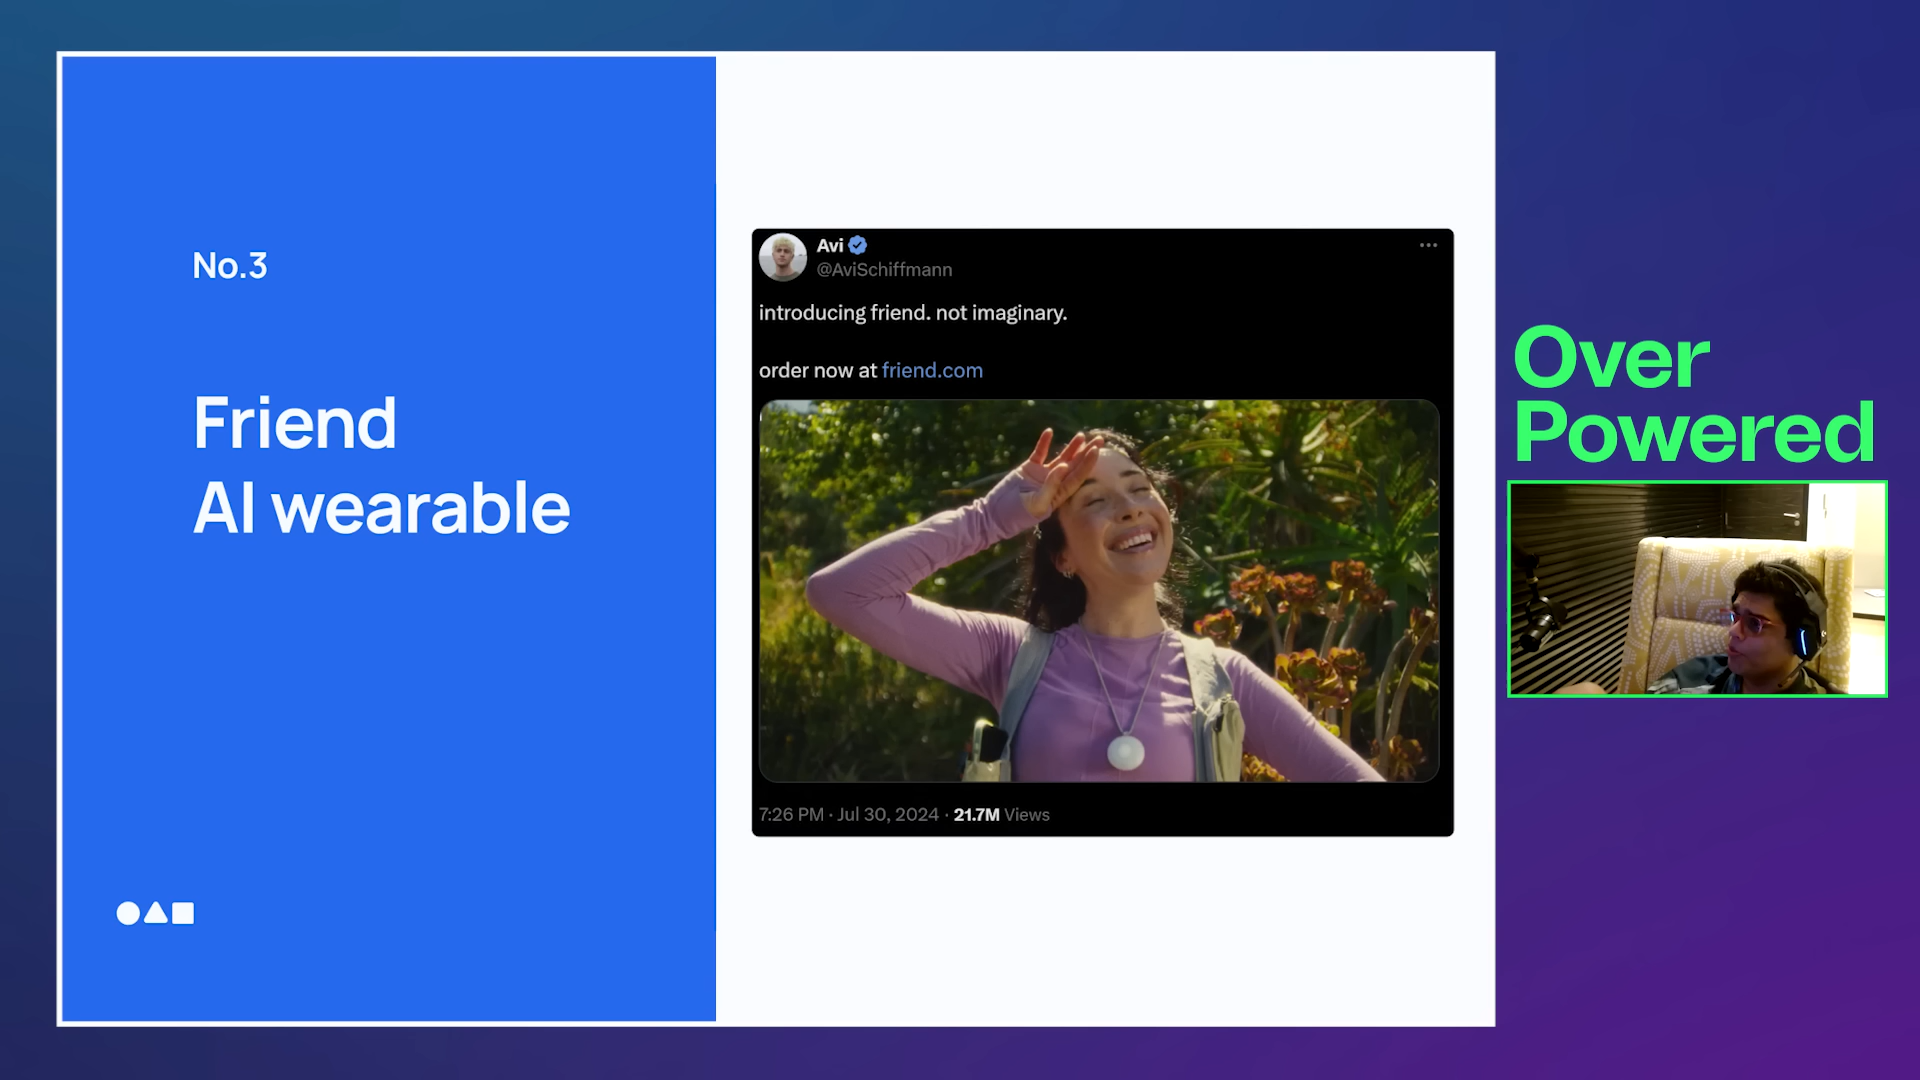 No.3
Friend
AI wearable
Avi
@AviSchiffmann
introducing friend. not imaginary.
order now at friend.com
7:26 PM · Jul 30, 2024 · 21.7M Views
Over
Powered